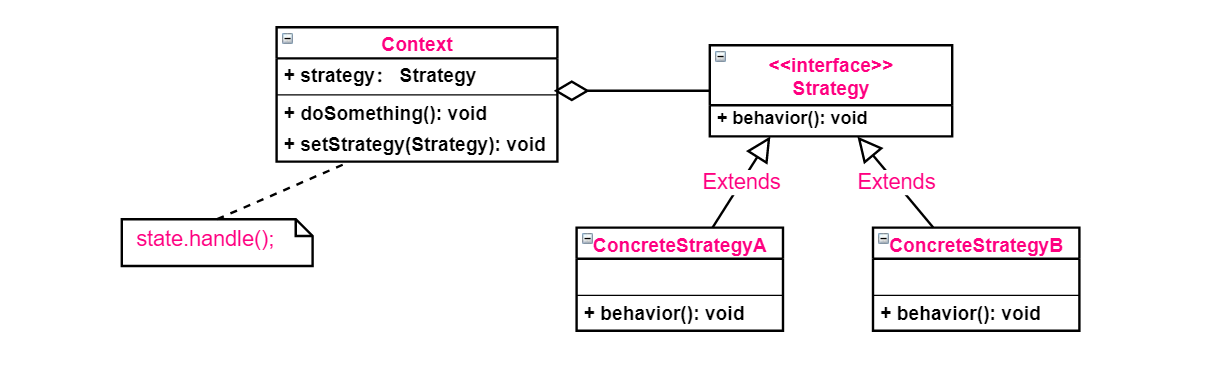 Context
+ strategy: Strategy
+ doSomething(): void
+ setStrategy(Strategy): void
<<interface>>
Strategy
+ behavior(): void
Extends
Extends
state.handle();
ConcreteStrategyA
+ behavior(): void
ConcreteStrategyB
+ behavior(): void